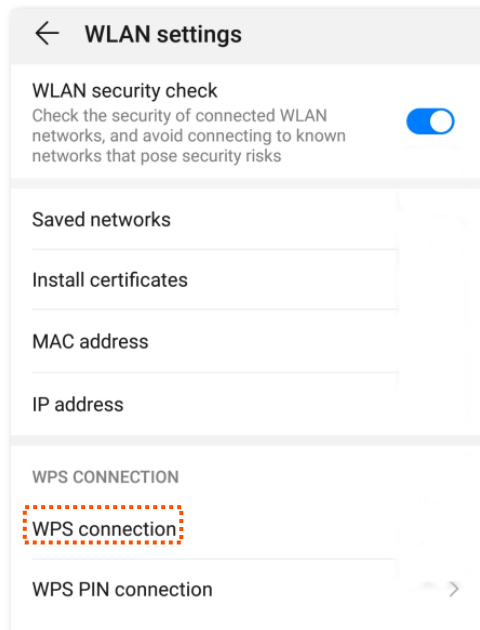 WLAN settings
WLAN security check
Check the security of connected WLAN
networks, and avoid connecting to known
networks that pose security risks
Saved networks
Install certificates
MAC address
IP address
WPS CONNECTION
WPS connection
WPS PIN connection